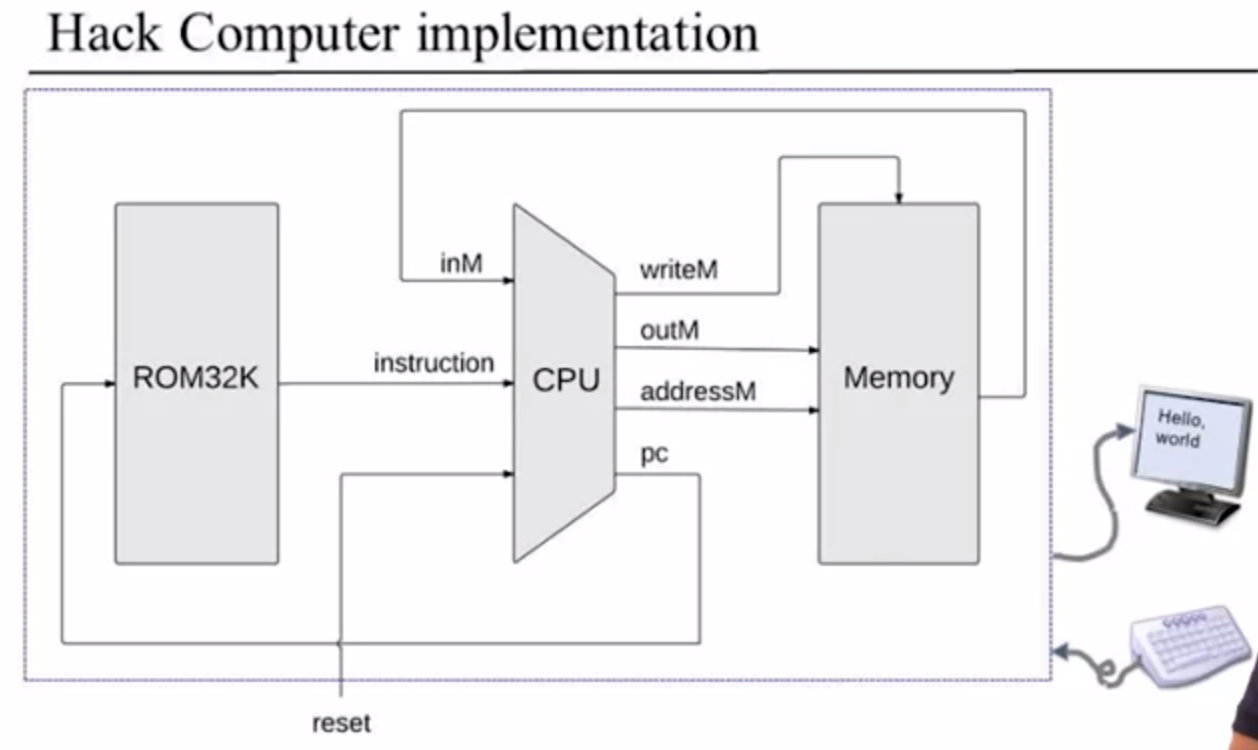 Hack Computer implementation
inM
writeM
outM
instruction
ROM32K
CPU
addressM
Memory
pc
Hello,
world
reset